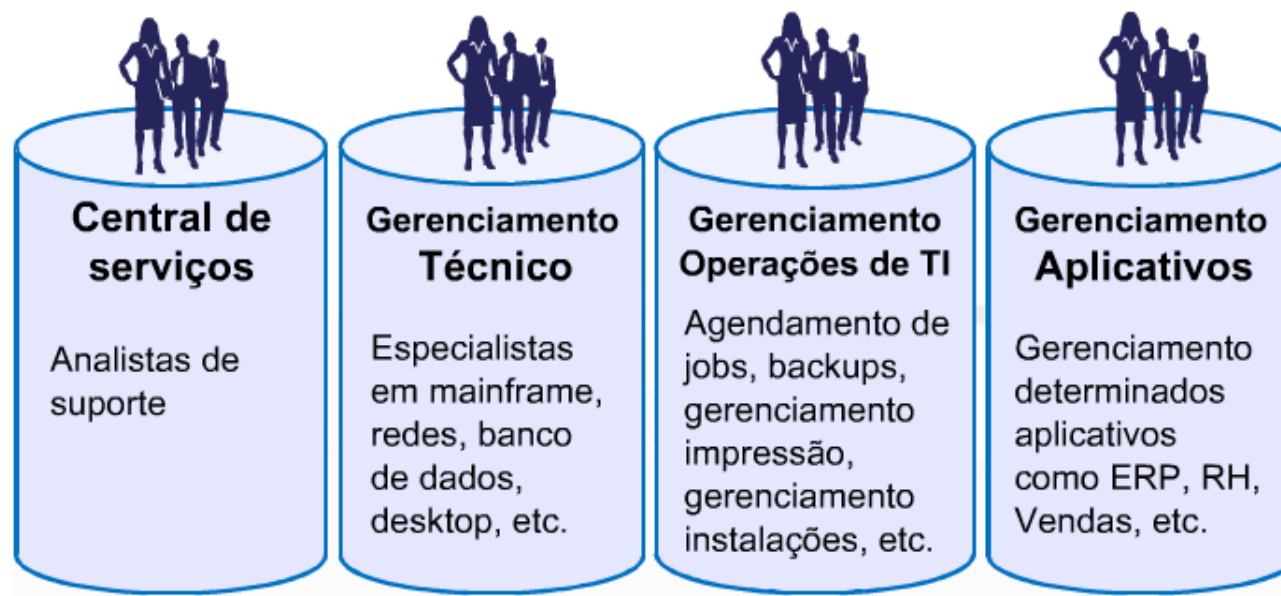 Central de
serviços
Analistas de
suporte
Gerenciamento
Técnico
Especialistas
em mainframe,
redes, banco
de dados,
desktop, etc.
Gerenciamento
Operações de TI
Agendamento de
jobs, backups,
gerenciamento
impressão,
gerenciamento
instalações, etc.
Gerenciamento
Aplicativos
Gerenciamento
determinados
aplicativos
como ERP, RH,
Vendas, etc.